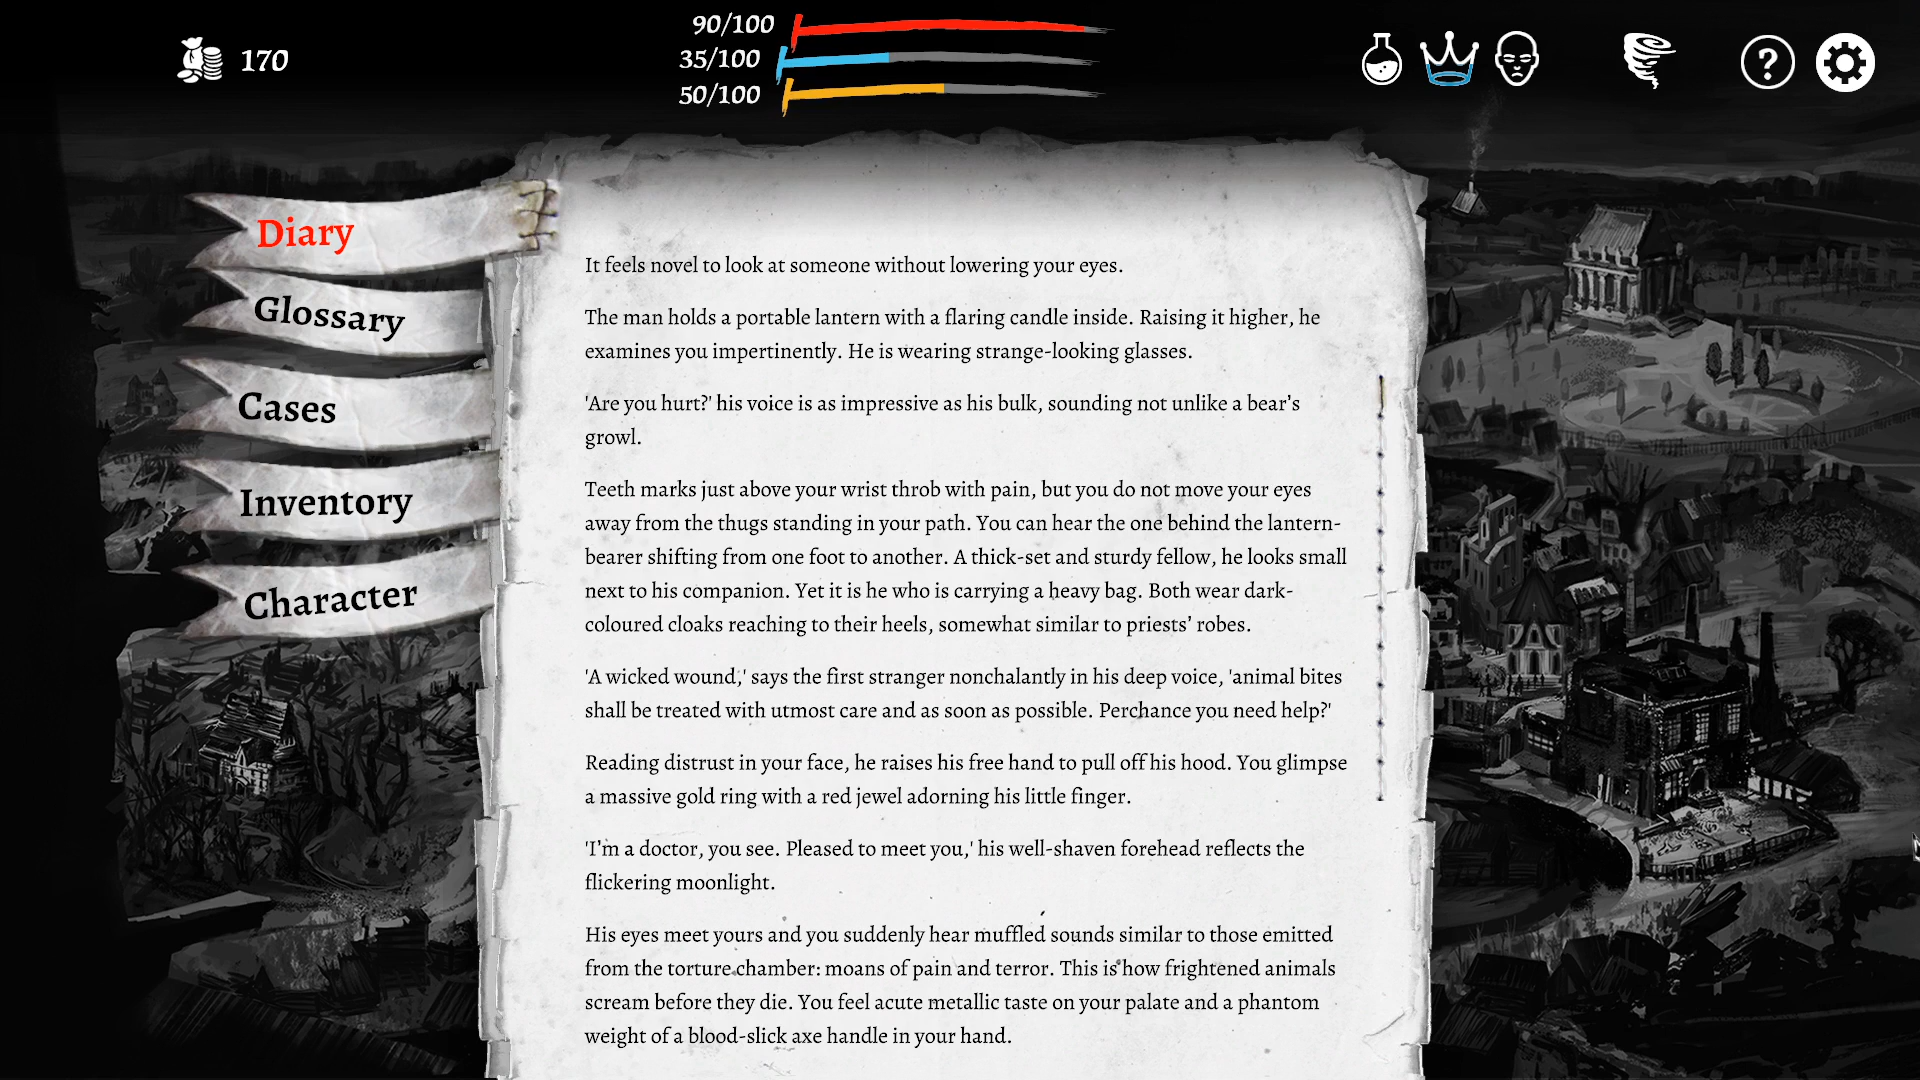 170
90/100
35/100
50/100
?
Diary
Glossary
Cases
Inventory
Character
It feels novel to look at someone without lowering your eyes.
The man holds a portable lantern with a flaring candle inside. Raising it higher, he
examines you impertinently. He is wearing strange-looking glasses.
'Are you hurt?' his voice is as impressive as his bulk, sounding not unlike a bear’s
growl.
Teeth marks just above your wrist throb with pain, but you do not move your eyes
away from the thugs standing in your path. You can hear the one behind the lantern-
bearer shifting from one foot to another. A thick-set and sturdy fellow, he looks small
next to his companion. Yet it is he who is carrying a heavy bag. Both wear dark-
coloured cloaks reaching to their heels, somewhat similar to priests’ robes.
'A wicked wound,' says the first stranger nonchalantly in his deep voice, 'animal bites
shall be treated with utmost care and as soon as possible. Perchance you need help?'
Reading distrust in your face, he raises his free hand to pull off his hood. You glimpse
a massive gold ring with a red jewel adorning his little finger.
'I’m a doctor, you see. Pleased to meet you,' his well-shaven forehead reflects the
flickering moonlight.
His eyes meet yours and you suddenly hear muffled sounds similar to those emitted
from the torture chamber: moans of pain and terror. This is how frightened animals
scream before they die. You feel acute metallic taste on your palate and a phantom
weight of a blood-slick axe handle in your hand.